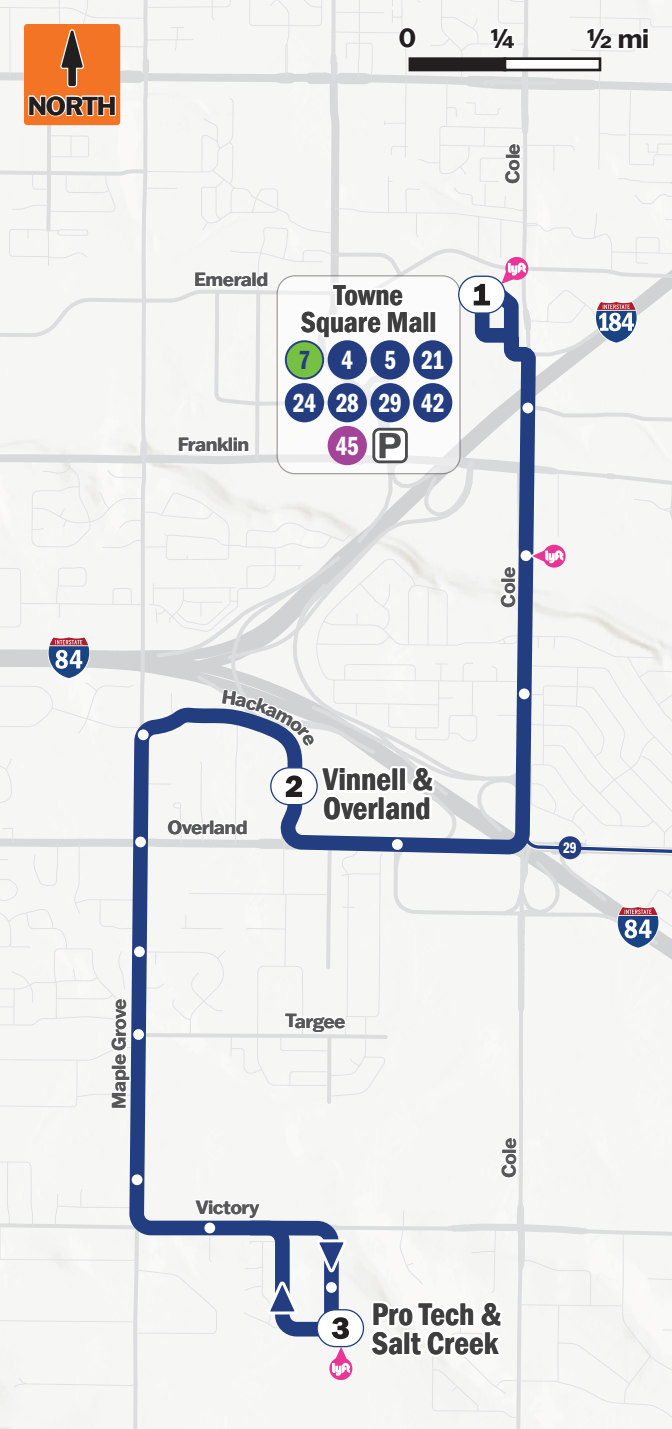 0 ¼ ½ mi
NORTH
Cole
lyft
Emerald
Towne
Square Mall
1
INTERSTATE
184
7 4 5 21
24 28 29 42
45 P
Franklin
lyft
Cole
INTERSTATE
84
Hackamore
2
Vinnell &
Overland
Overland
29
INTERSTATE
84
Maple Grove
Targee
Cole
Victory
3
Pro Tech &
Salt Creek
lyft